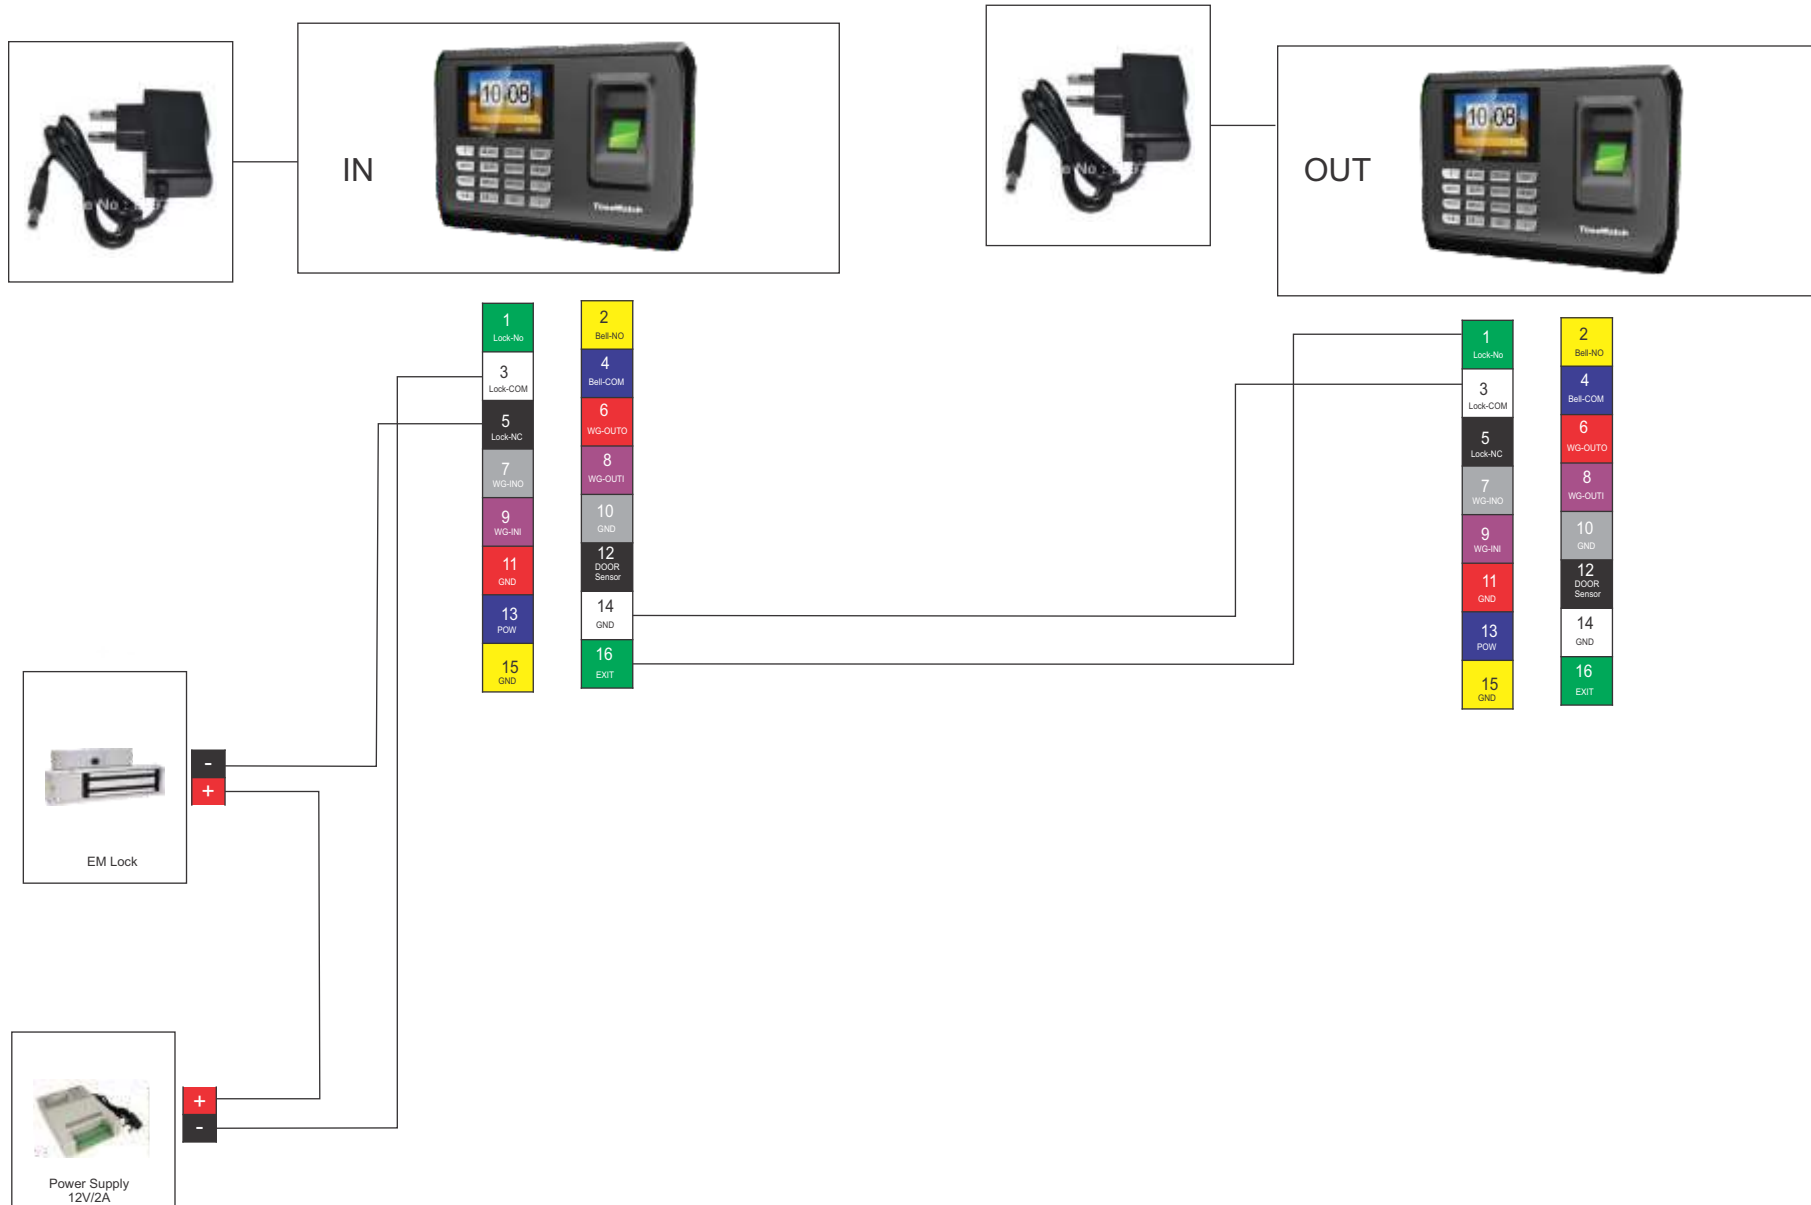 IN
10:08
TimeWatch
OUT
10:08
TimeWatch
1
Lock-No
3
Lock-COM
5
Lock-NC
7
WG-INO
9
WG-INI
11
GND
13
POW
15
GND
2
Bell-NO
4
Bell-COM
6
WG-OUTO
8
WG-OUTI
10
GND
12
DOOR
Sensor
14
GND
16
EXIT
1
Lock-No
3
Lock-COM
5
Lock-NC
7
WG-INO
9
WG-INI
11
GND
13
POW
15
GND
2
Bell-NO
4
Bell-COM
6
WG-OUTO
8
WG-OUTI
10
GND
12
DOOR
Sensor
14
GND
16
EXIT
-
+
EM Lock
+
-
Power Supply
12V/2A